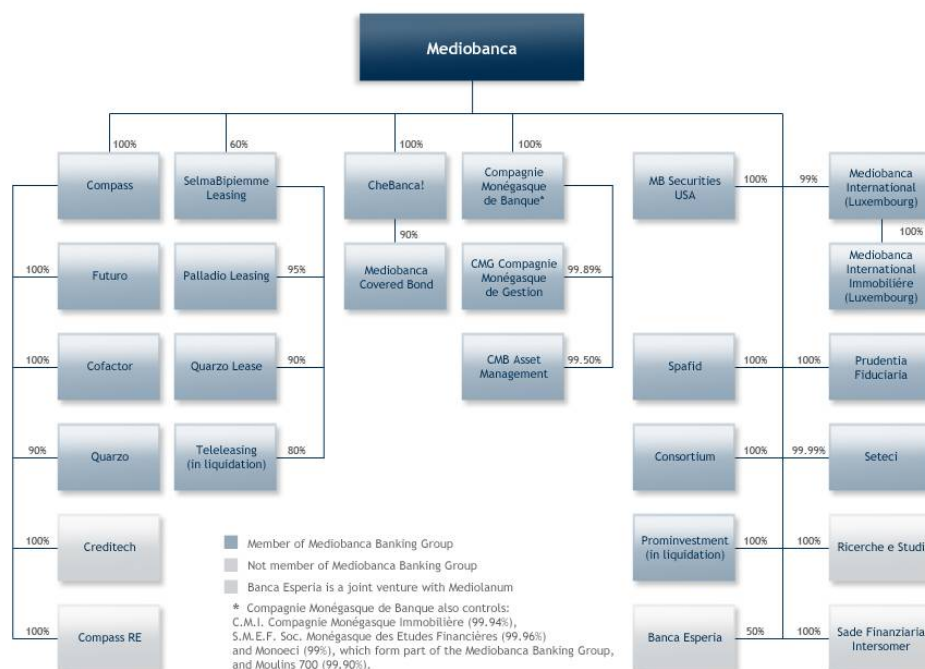 Mediobanca
100%
60%
100%
100%
Compass
SelmaBipiemme
Leasing
CheBanca!
Compagnie
Monégasque
de Banque*
MB Securities
USA
100%
99%
Mediobanca
International
(Luxembourg)
90%
100%
100%
Futuro
Palladio Leasing
95%
Mediobanca
Covered Bond
CMG Compagnie
Monégasque
de Gestion
99.89%
Mediobanca
International
Immobiliére
(Luxembourg)
100%
Cofactor
Quarzo Lease
90%
CMB Asset
Management
99.50%
Spafid
100%
100%
Prudentia
Fiduciaria
90%
Quarzo
Teleleasing
(in liquidation)
80%
Consortium
100%
99.99%
Seteci
100%
Creditech
Prominvestment
(in liquidation)
100%
100%
Ricerche e Studi
100%
Compass RE
Banca Esperia
50%
100%
Sade Finanziaria
Intersomer
Member of Mediobanca Banking Group
Not member of Mediobanca Banking Group
Banca Esperia is a joint venture with Mediolanum
* Compagnie Monégasque de Banque also controls:
C.M.I. Compagnie Monégasque Immobilière (99.94%),
S.M.E.F. Soc. Monégasque des Etudes Financières (99.96%)
and Monoeci (99%), which form part of the Mediobanca Banking Group,
and Moulins 700 (99.90%).